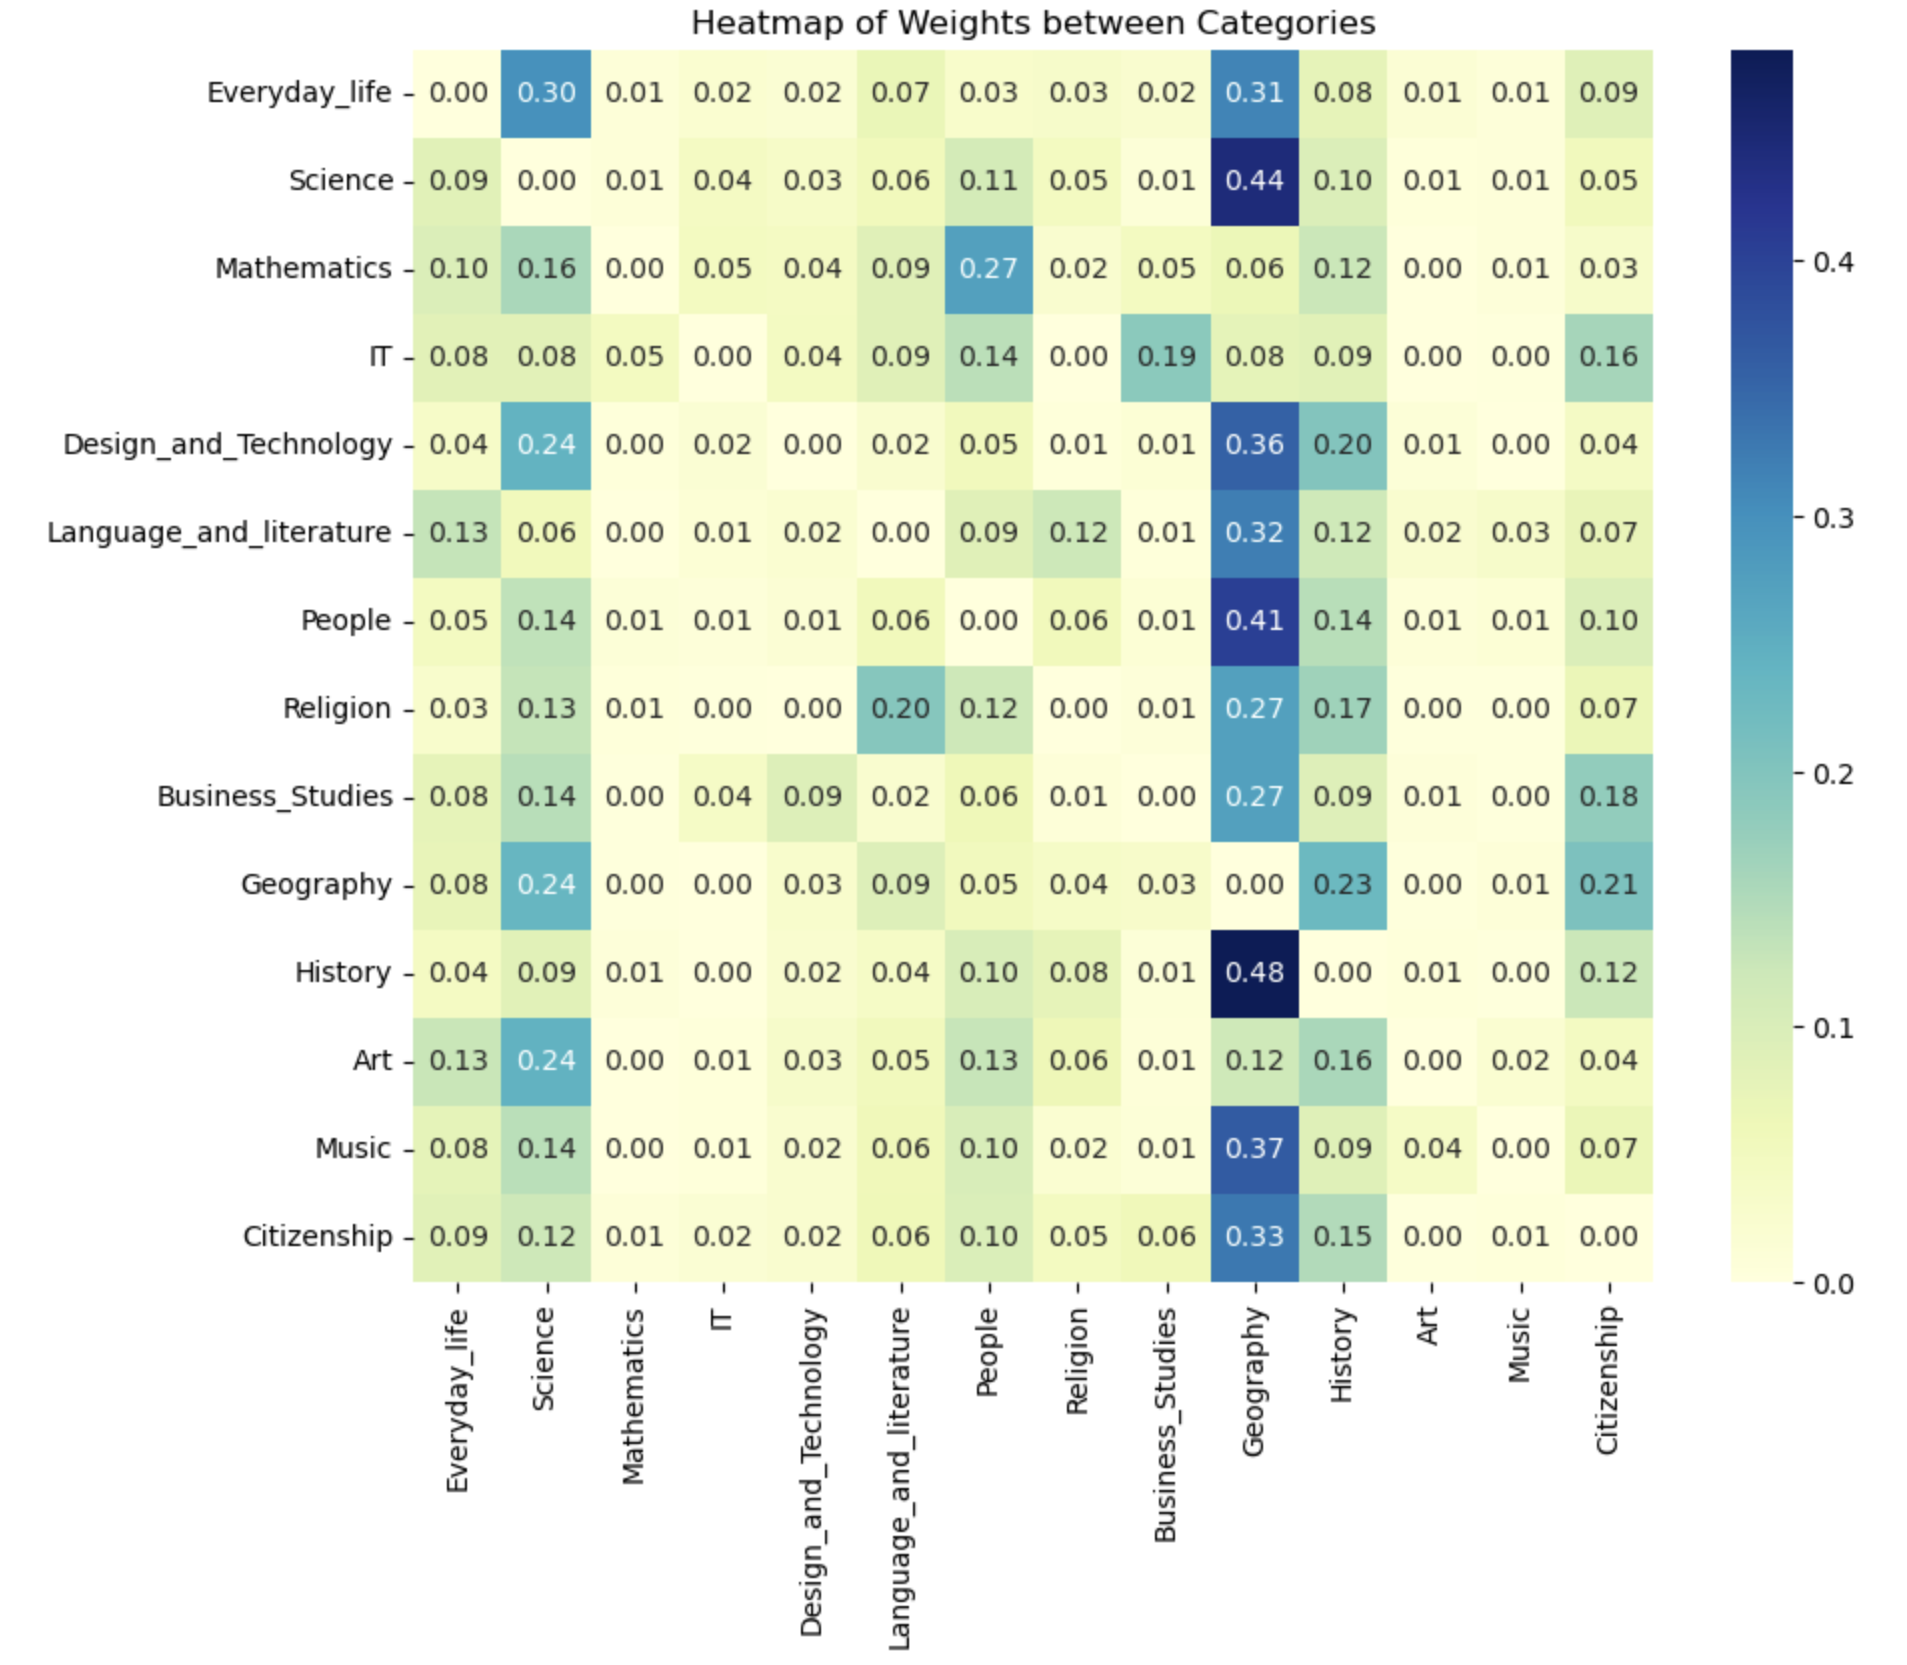 Heatmap of Weights between Categories
Everyday_life 0.00 0.30 0.01 0.02 0.02 0.07 0.03 0.03 0.02 0.31 0.08 0.01 0.01 0.09
Science 0.09 0.00 0.01 0.04 0.03 0.06 0.11 0.05 0.01 0.44 0.10 0.01 0.01 0.05
Mathematics 0.10 0.16 0.00 0.05 0.04 0.09 0.27 0.02 0.05 0.06 0.12 0.00 0.01 0.03
IT 0.08 0.08 0.05 0.00 0.04 0.09 0.14 0.00 0.19 0.08 0.09 0.00 0.00 0.16
Design_and_Technology 0.04 0.24 0.00 0.02 0.00 0.02 0.05 0.01 0.01 0.36 0.20 0.01 0.00 0.04
Language_and_literature 0.13 0.06 0.00 0.01 0.02 0.00 0.09 0.12 0.01 0.32 0.12 0.02 0.03 0.07
People 0.05 0.14 0.01 0.01 0.01 0.06 0.00 0.06 0.01 0.41 0.14 0.01 0.01 0.10
Religion 0.03 0.13 0.01 0.00 0.00 0.20 0.12 0.00 0.01 0.27 0.17 0.00 0.00 0.07
Business_Studies 0.08 0.14 0.00 0.04 0.09 0.02 0.06 0.01 0.00 0.27 0.09 0.01 0.00 0.18
Geography 0.08 0.24 0.00 0.00 0.03 0.09 0.05 0.04 0.03 0.00 0.23 0.00 0.01 0.21
History 0.04 0.09 0.01 0.00 0.02 0.04 0.10 0.08 0.01 0.48 0.00 0.01 0.00 0.12
Art 0.13 0.24 0.00 0.01 0.03 0.05 0.13 0.06 0.01 0.12 0.16 0.00 0.02 0.04
Music 0.08 0.14 0.00 0.01 0.02 0.06 0.10 0.02 0.01 0.37 0.09 0.04 0.00 0.07
Citizenship 0.09 0.12 0.01 0.02 0.02 0.06 0.10 0.05 0.06 0.33 0.15 0.00 0.01 0.00
Everyday_life
Science
Mathematics
IT
Design_and_Technology
Language_and_literature
People
Religion
Business_Studies
Geography
History
Art
Music
Citizenship
0.4
0.3
0.2
0.1
0.0